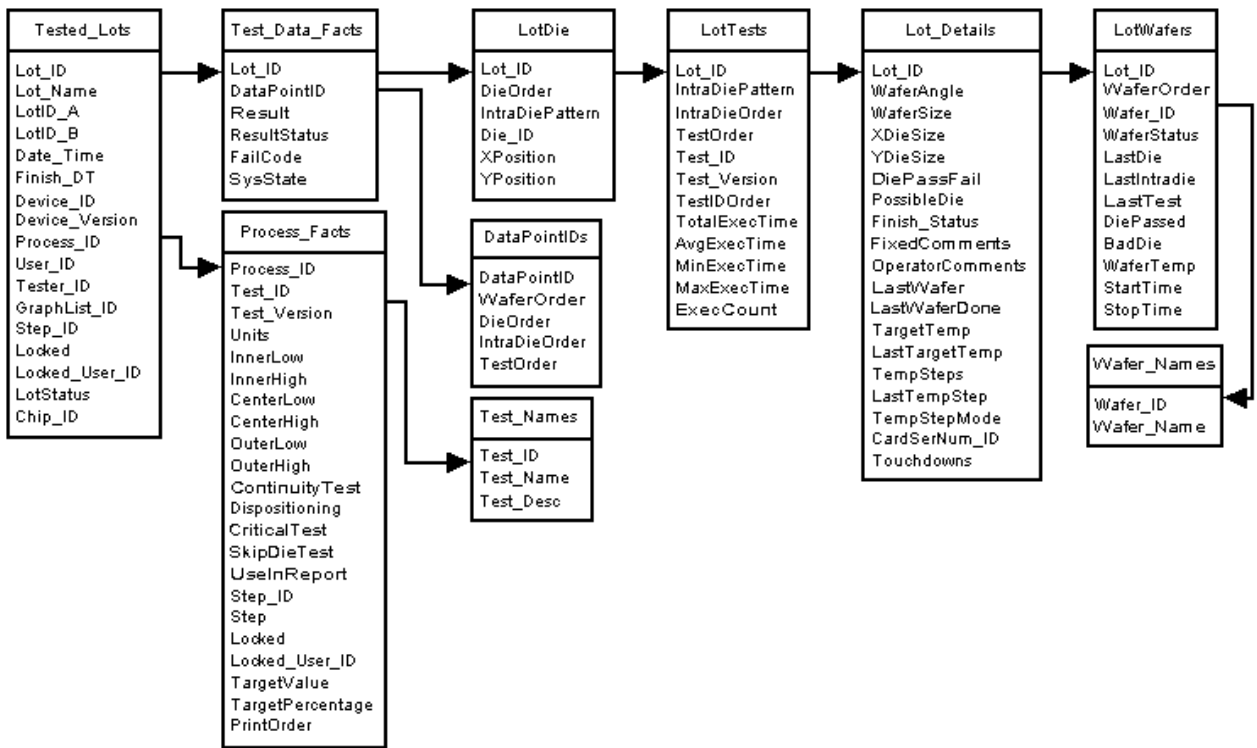 Tested_Lots
Lot_ID
Lot_Name
LotID_A
LotID_B
Date_Time
Finish_DT
Device_ID
Device_Version
Process_ID
User_ID
Tester_ID
GraphList_ID
Step_ID
Locked
Locked_User_ID
LotStatus
Chip_ID
Test_Data_Facts
Lot_ID
DataPointID
Result
ResultStatus
FailCode
SysState
Process_Facts
Process_ID
Test_ID
Test_Version
Units
InnerLow
InnerHigh
CenterLow
CenterHigh
OuterLow
OuterHigh
ContinuityTest
Dispositioning
CriticalTest
SkipDieTest
UseInReport
Step_ID
Step
Locked
Locked_User_ID
TargetValue
TargetPercentage
PrintOrder
LotDie
Lot_ID
DieOrder
IntraDiePattern
Die_ID
XPosition
YPosition
DataPointIDs
DataPointID
WaferOrder
DieOrder
IntraDieOrder
TestOrder
Test_Names
Test_ID
Test_Name
Test_Desc
LotTests
Lot_ID
IntraDiePattern
IntraDieOrder
TestOrder
Test_ID
Test_Version
TestIDOrder
TotalExecTime
AvgExecTime
MinExecTime
MaxExecTime
ExecCount
Lot_Details
Lot_ID
WaferAngle
WaferSize
XDieSize
YDieSize
DiePassFail
PossibleDie
Finish_Status
FixedComments
OperatorComments
LastWafer
LastWaferDone
TargetTemp
LastTargetTemp
TempSteps
LastTempStep
TempStepMode
CardSerNum_ID
Touchdowns
LotWafers
Lot_ID
WaferOrder
Wafer_ID
WaferStatus
LastDie
LastIntradie
LastTest
DiePassed
BadDie
WaferTemp
StartTime
StopTime
Wafer_Names
Wafer_ID
Wafer_Name